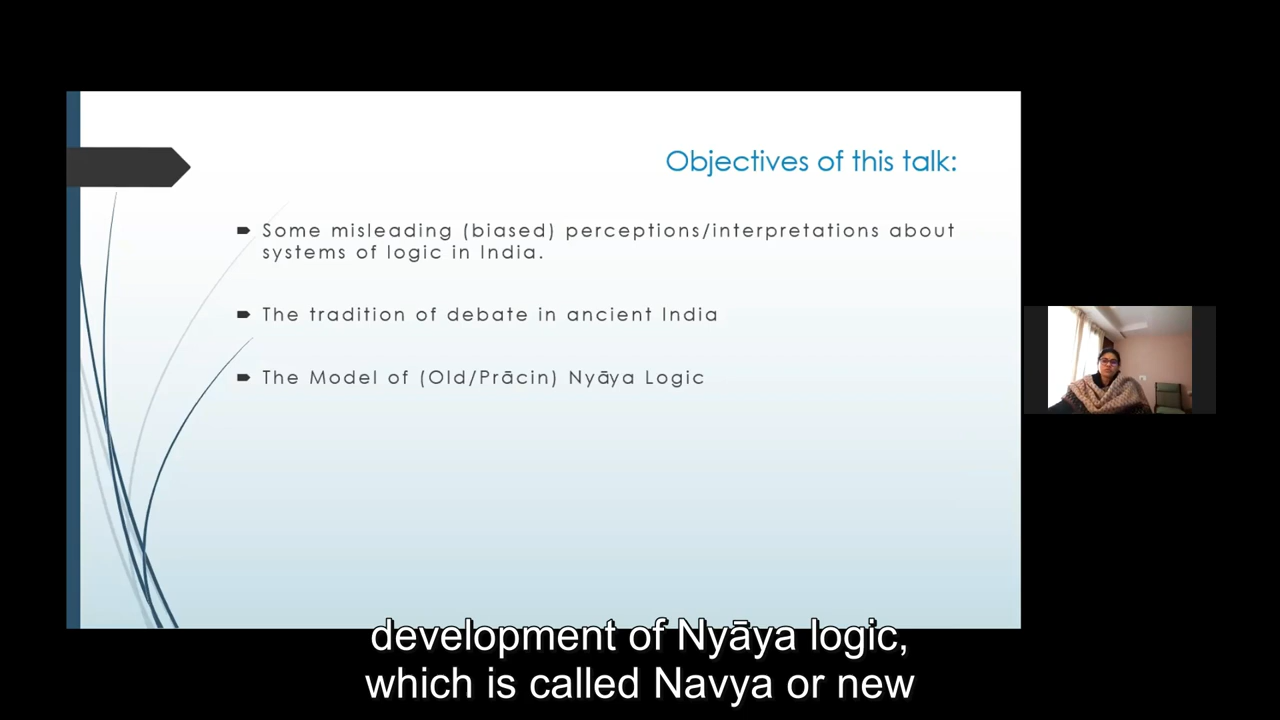 Objectives of this talk:
Some misleading (biased) perceptions/interpretations about
systems of logic in India.
The tradition of debate in ancient India
The Model of (Old/Prācin) Nyāya Logic
development of Nyāya logic,
which is called Navya or new